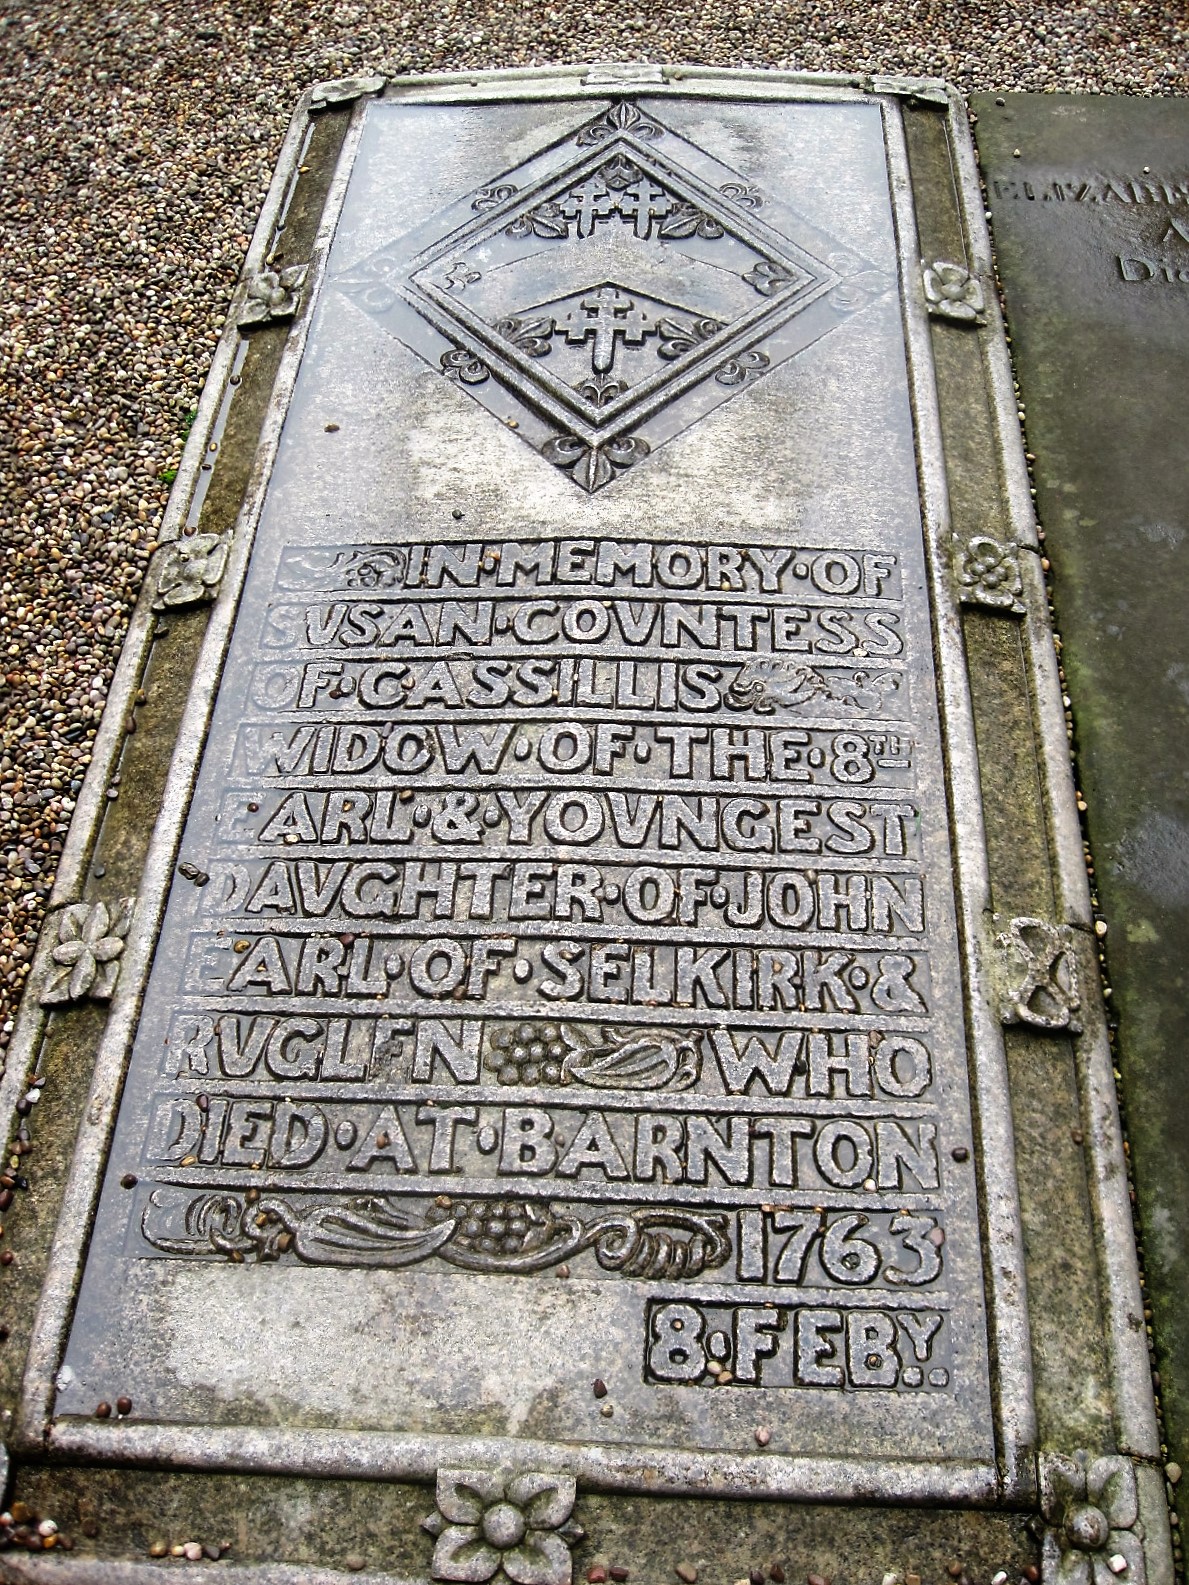 IN·MEMORY·OF
SVSAN·COVNTESS
OF·CASSILLIS
WIDOW·OF·THE·8TH
EARL·&·YOVNGEST
DAVGHTER·OF·JOHN
EARL·OF·SELKIRK·&
RVGLEN WHO
DIED·AT·BARNTON
1763
8·FEBY.